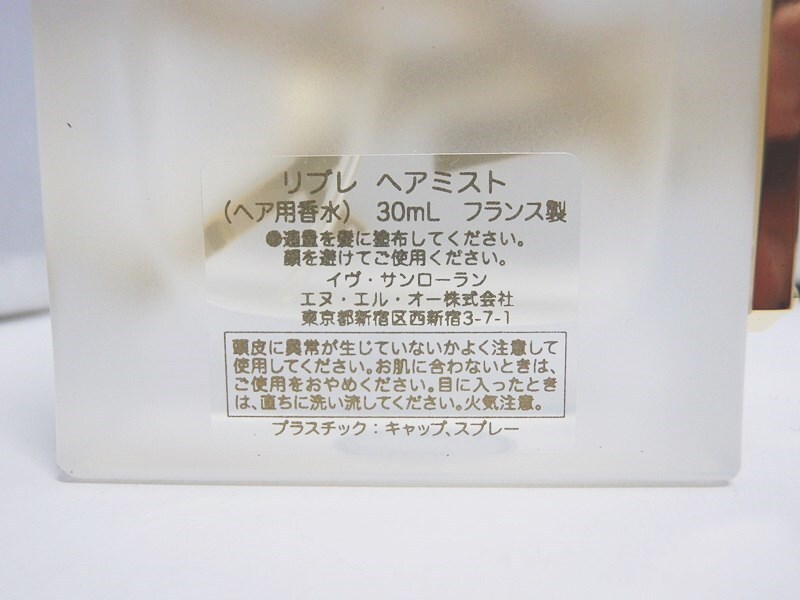 リブレ ヘアミスト
(ヘア用香水) 30mL フランス製
●適量を髪に塗布してください。
顔を避けてご使用ください。
イヴ・サンローラン
エヌ・エル・オー株式会社
東京都新宿区西新宿3-7-1
頭皮に異常が生じていないかよく注意して
使用してください。お肌に合わないときは、
ご使用をおやめください。目に入ったとき
は、直ちに洗い流してください。火気注意。
プラスチック：キャップ、スプレー